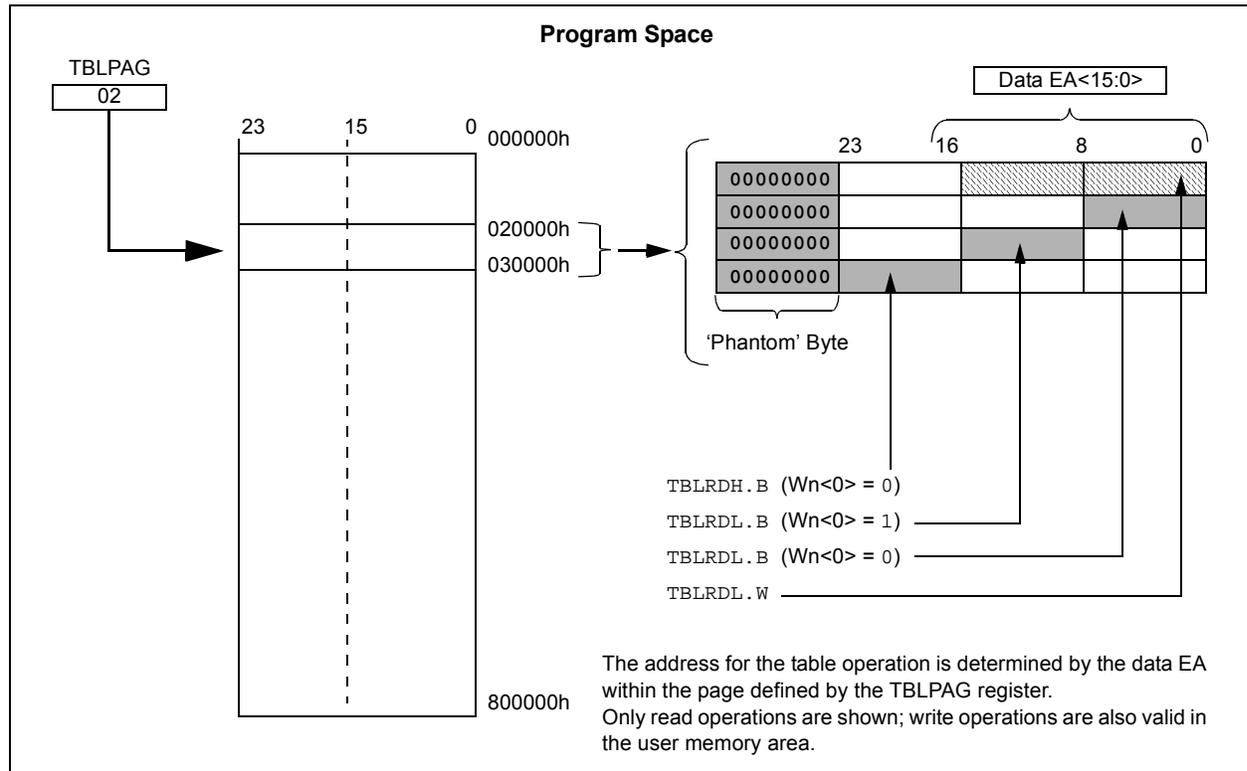 Program Space
TBLPAG
02
Data EA<15:0>
23 15 0
000000h
020000h
030000h
800000h
23 16 8 0
00000000
00000000
00000000
00000000
‘Phantom’ Byte
TBLRDH.B (Wn<0> = 0)
TBLRDL.B (Wn<0> = 1)
TBLRDL.B (Wn<0> = 0)
TBLRDL.W
The address for the table operation is determined by the data EA
within the page defined by the TBLPAG register.
Only read operations are shown; write operations are also valid in
the user memory area.